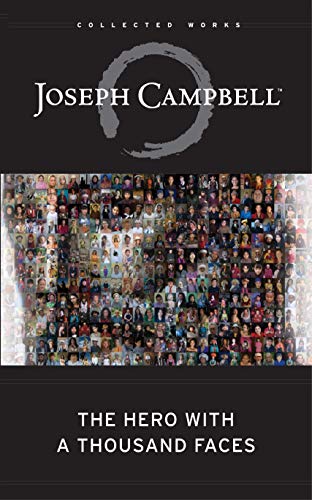 COLLECTED WORKS
JOSEPH CAMPBELL™
THE HERO WITH
A THOUSAND FACES